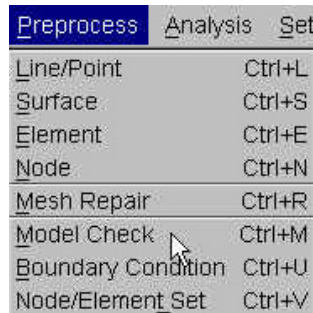 Preprocess Analysis Set
Line/Point Ctrl+L
Surface Ctrl+S
Element Ctrl+E
Node Ctrl+N
Mesh Repair Ctrl+R
Model Check Ctrl+M
Boundary Condition Ctrl+U
Node/Element Set Ctrl+V